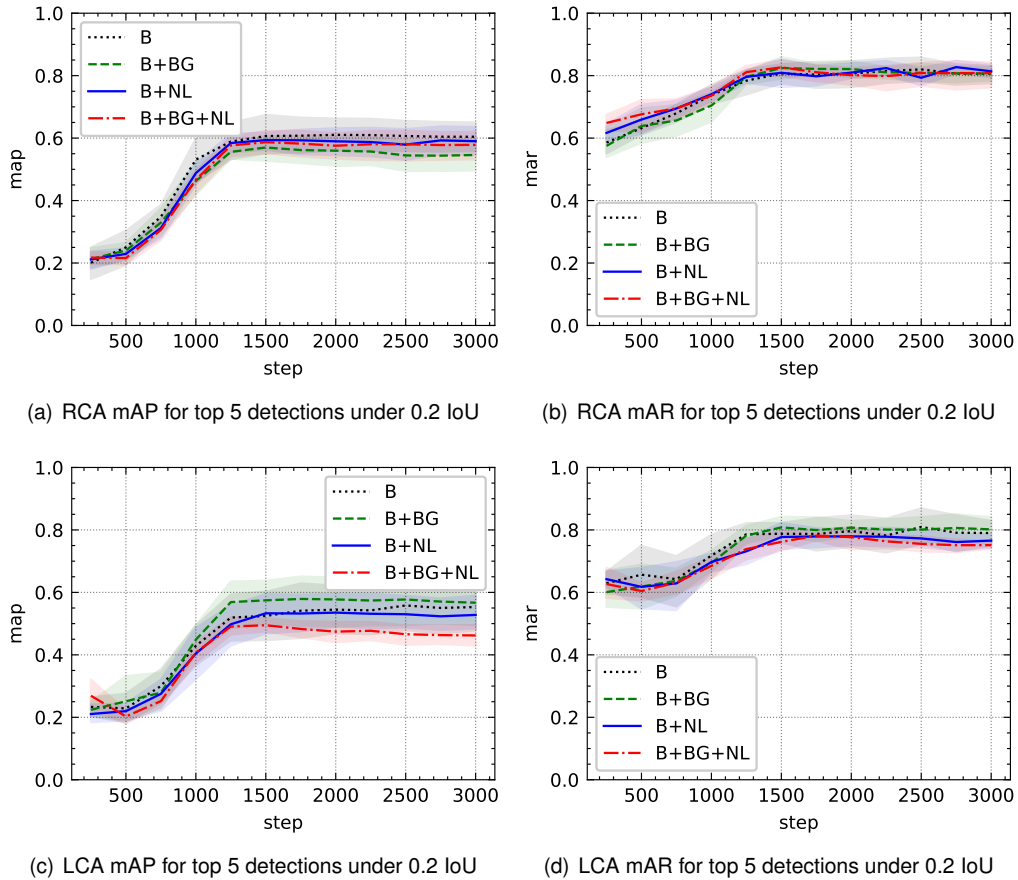 1.0
0.8
0.6
0.4
0.2
0.0
map
B
B+BG
B+NL
B+BG+NL
500 1000 1500 2000 2500 3000
step
(a) RCA mAP for top 5 detections under 0.2 IoU
1.0
0.8
0.6
0.4
0.2
0.0
mar
B
B+BG
B+NL
B+BG+NL
500 1000 1500 2000 2500 3000
step
(b) RCA mAR for top 5 detections under 0.2 IoU
1.0
0.8
0.6
0.4
0.2
0.0
map
B
B+BG
B+NL
B+BG+NL
500 1000 1500 2000 2500 3000
step
(c) LCA mAP for top 5 detections under 0.2 IoU
1.0
0.8
0.6
0.4
0.2
0.0
mar
B
B+BG
B+NL
B+BG+NL
500 1000 1500 2000 2500 3000
step
(d) LCA mAR for top 5 detections under 0.2 IoU